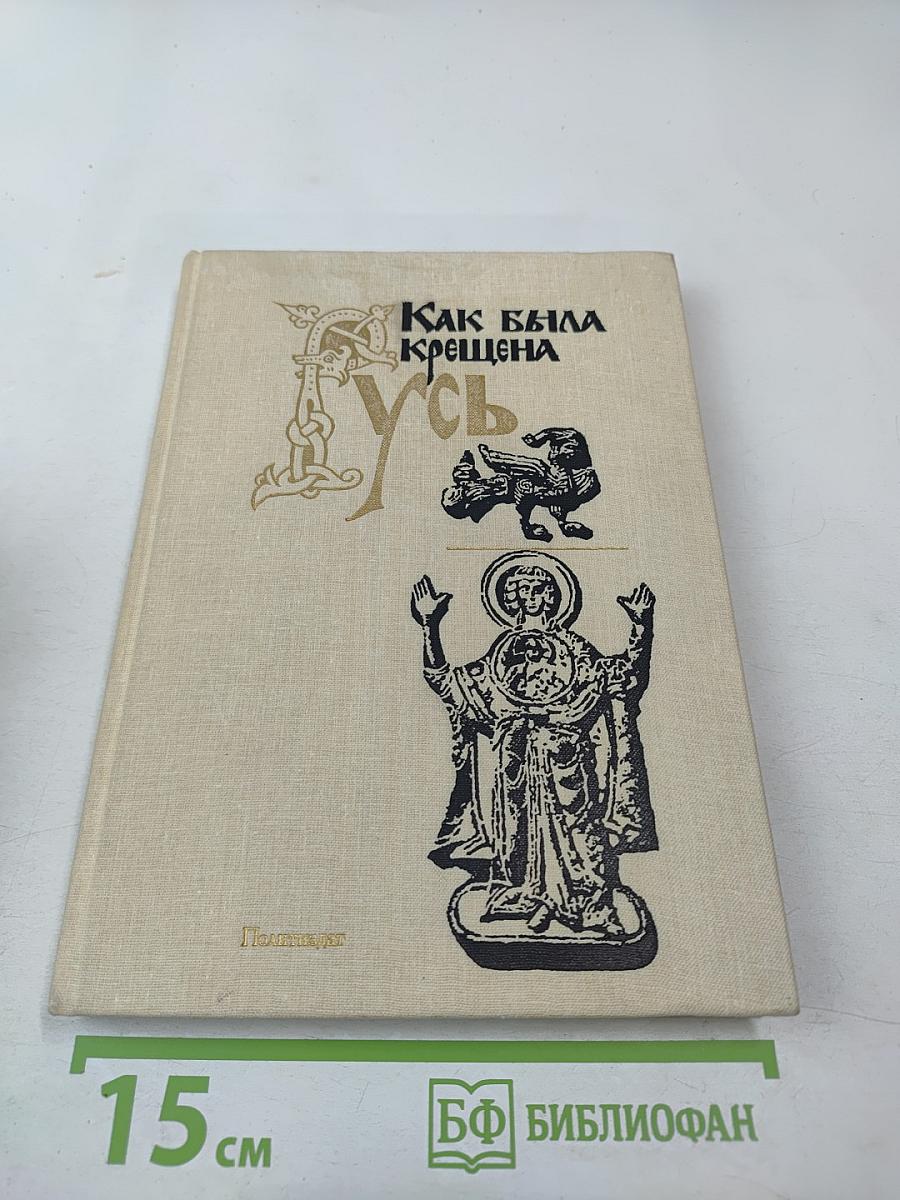 Как была
крещена
Русь
Политиздат
15 см
БФ БИБЛИОФАН